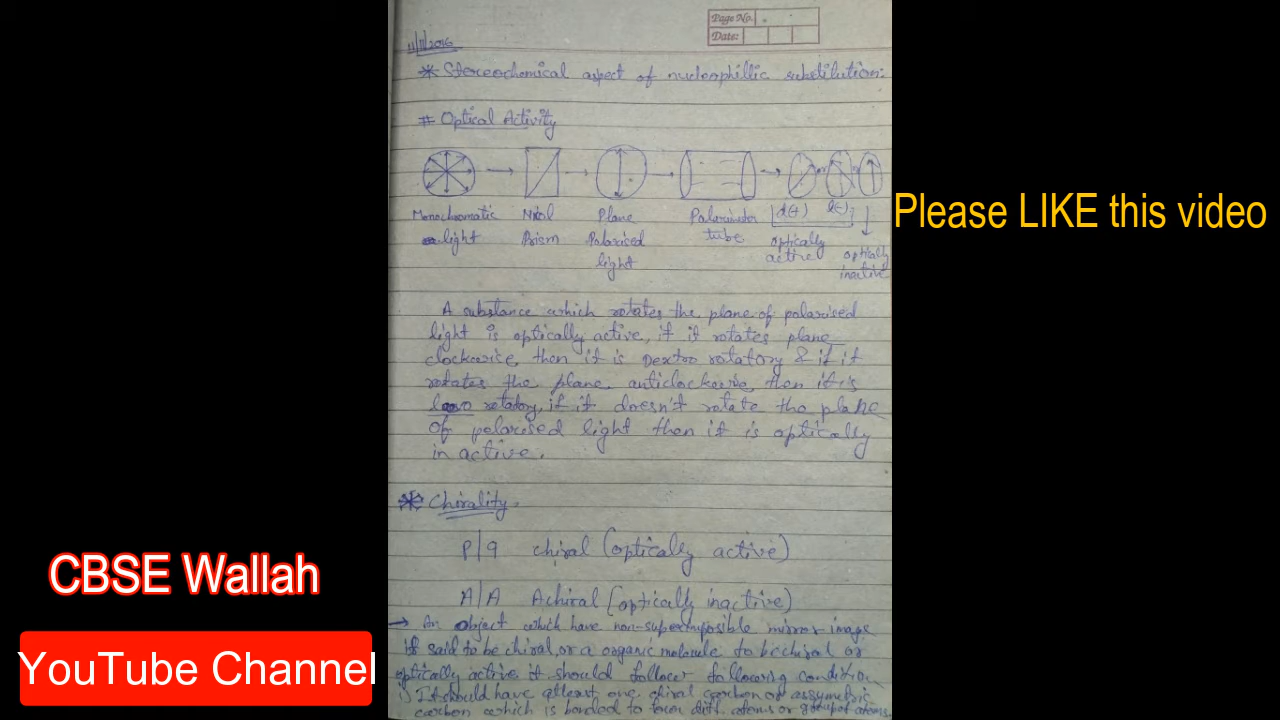 Page No.
Date:
11/11/2016
* Stereochemical aspect of nucleophillic substitution:
# Optical Activity
Monochromatic light
Nicol Prism
Plane Polarised light
Polarimeter tube
d(+) l(-)
optically active
optically inactive
A substance which rotates the plane of polarised
light is optically active, if it rotates plane
clockwise then it is Dextro rotatory & if it
rotates the plane anticlockwise then it is
leavo rotatory, if it doesn't rotate the plane
of polarised light then it is optically
in active.
* Chirality.
P|q chiral (optically active)
A|A Achiral (optically inactive)
→ An object which have non-superimposible mirror image
is said to be chiral, or a organic molecule to be chiral or
optically active it should follow following condition
i) It should have atleast one chiral carbon or assymetric
carbon which is bonded to four diff. atoms or group of atoms.
Please LIKE this video
CBSE Wallah
YouTube Channel